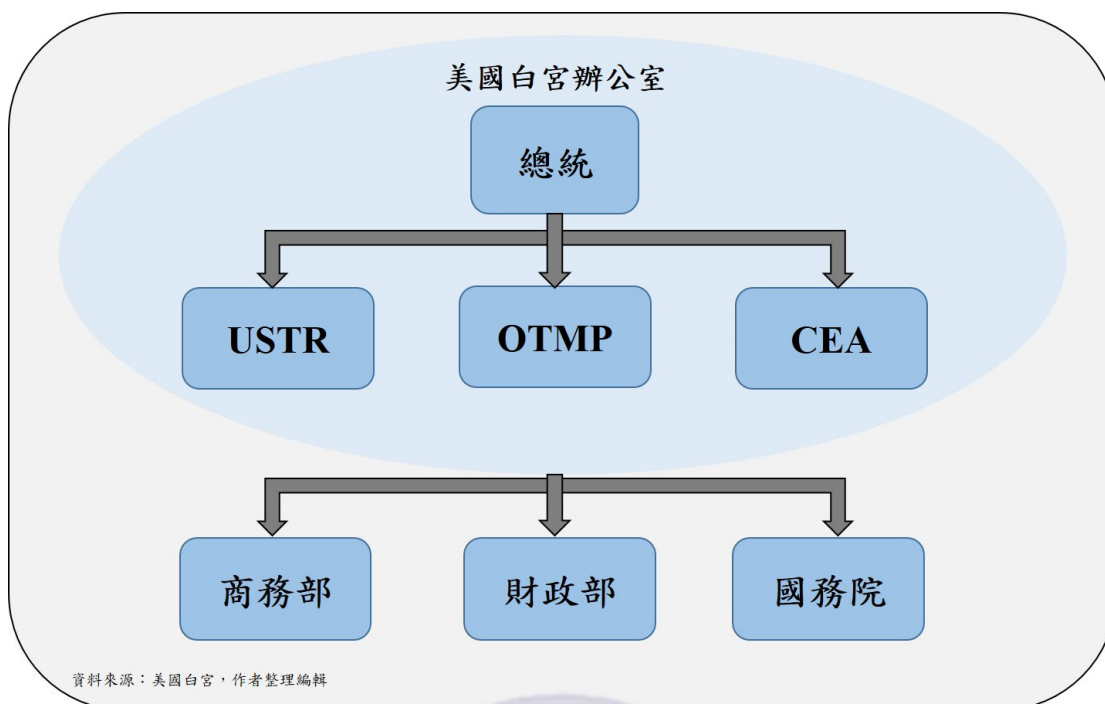 美國白宮辦公室
總統
USTR
OTMP
CEA
商務部
財政部
國務院
資料來源：美國白宮，作者整理編輯